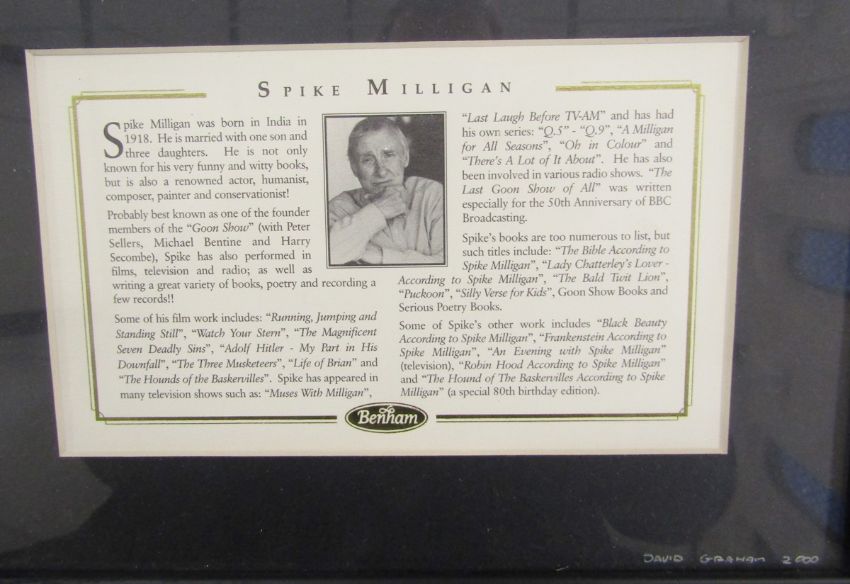 SPIKE MILLIGAN
Spike Milligan was born in India in
1918. He is married with one son and
three daughters. He is not only
known for his very funny and witty books,
but is also a renowned actor, humanist,
composer, painter and conservationist!
Probably best known as one of the founder
members of the “Goon Show” (with Peter
Sellers, Michael Bentine and Harry
Secombe), Spike has also performed in
films, television and radio; as well as
writing a great variety of books, poetry and recording a
few records!!
Some of his film work includes: “Running, Jumping and
Standing Still”, “Watch Your Stern”, “The Magnificent
Seven Deadly Sins”, “Adolf Hitler - My Part in His
Downfall”, “The Three Musketeers”, “Life of Brian” and
“The Hounds of the Baskervilles”. Spike has appeared in
many television shows such as: “Muses With Milligan”,
“Last Laugh Before TV-AM” and has had
his own series: “Q.5” - “Q.9”, “A Milligan
for All Seasons”, “Oh in Colour” and
“There’s A Lot of It About”. He has also
been involved in various radio shows. “The
Last Goon Show of All” was written
especially for the 50th Anniversary of BBC
Broadcasting.
Spike’s books are too numerous to list, but
such titles include: “The Bible According to
Spike Milligan”, “Lady Chatterley’s Lover -
According to Spike Milligan”, “The Bald Twit Lion”,
“Puckoon”, “Silly Verse for Kids”, Goon Show Books and
Serious Poetry Books.
Some of Spike’s other work includes “Black Beauty
According to Spike Milligan”, “Frankenstein According to
Spike Milligan”, “An Evening with Spike Milligan”
(television), “Robin Hood According to Spike Milligan”
and “The Hound of The Baskervilles According to Spike
Milligan” (a special 80th birthday edition).
Benham
DAVID GRAHAM 2000